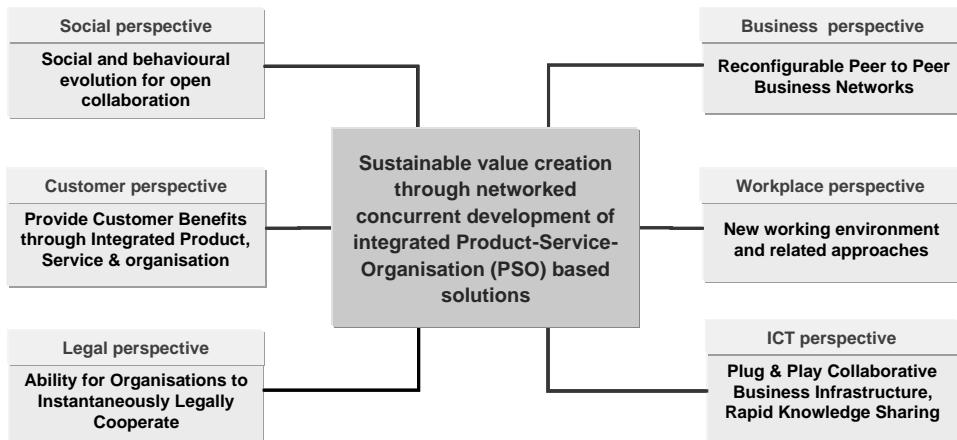 Social perspective
Social and behavioural
evolution for open
collaboration
Customer perspective
Provide Customer Benefits
through Integrated Product,
Service & organisation
Legal perspective
Ability for Organisations to
Instantaneously Legally
Cooperate
Sustainable value creation
through networked
concurrent development of
integrated Product-Service-
Organisation (PSO) based
solutions
Business perspective
Reconfigurable Peer to Peer
Business Networks
Workplace perspective
New working environment
and related approaches
ICT perspective
Plug & Play Collaborative
Business Infrastructure,
Rapid Knowledge Sharing